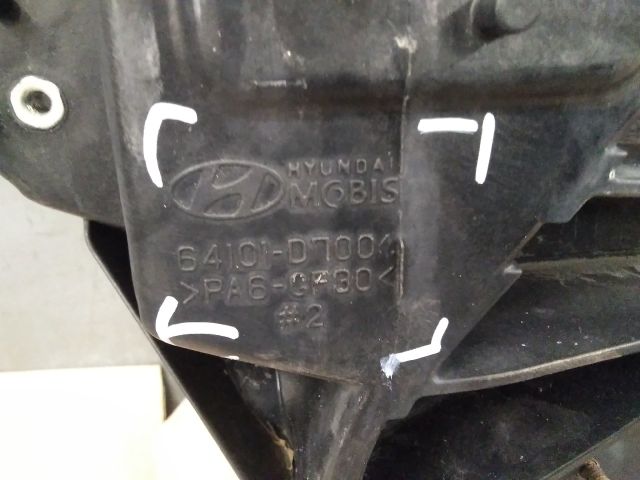 HYUNDAI
MOBIS
64101-D7000
>PA6-GF30<
#2